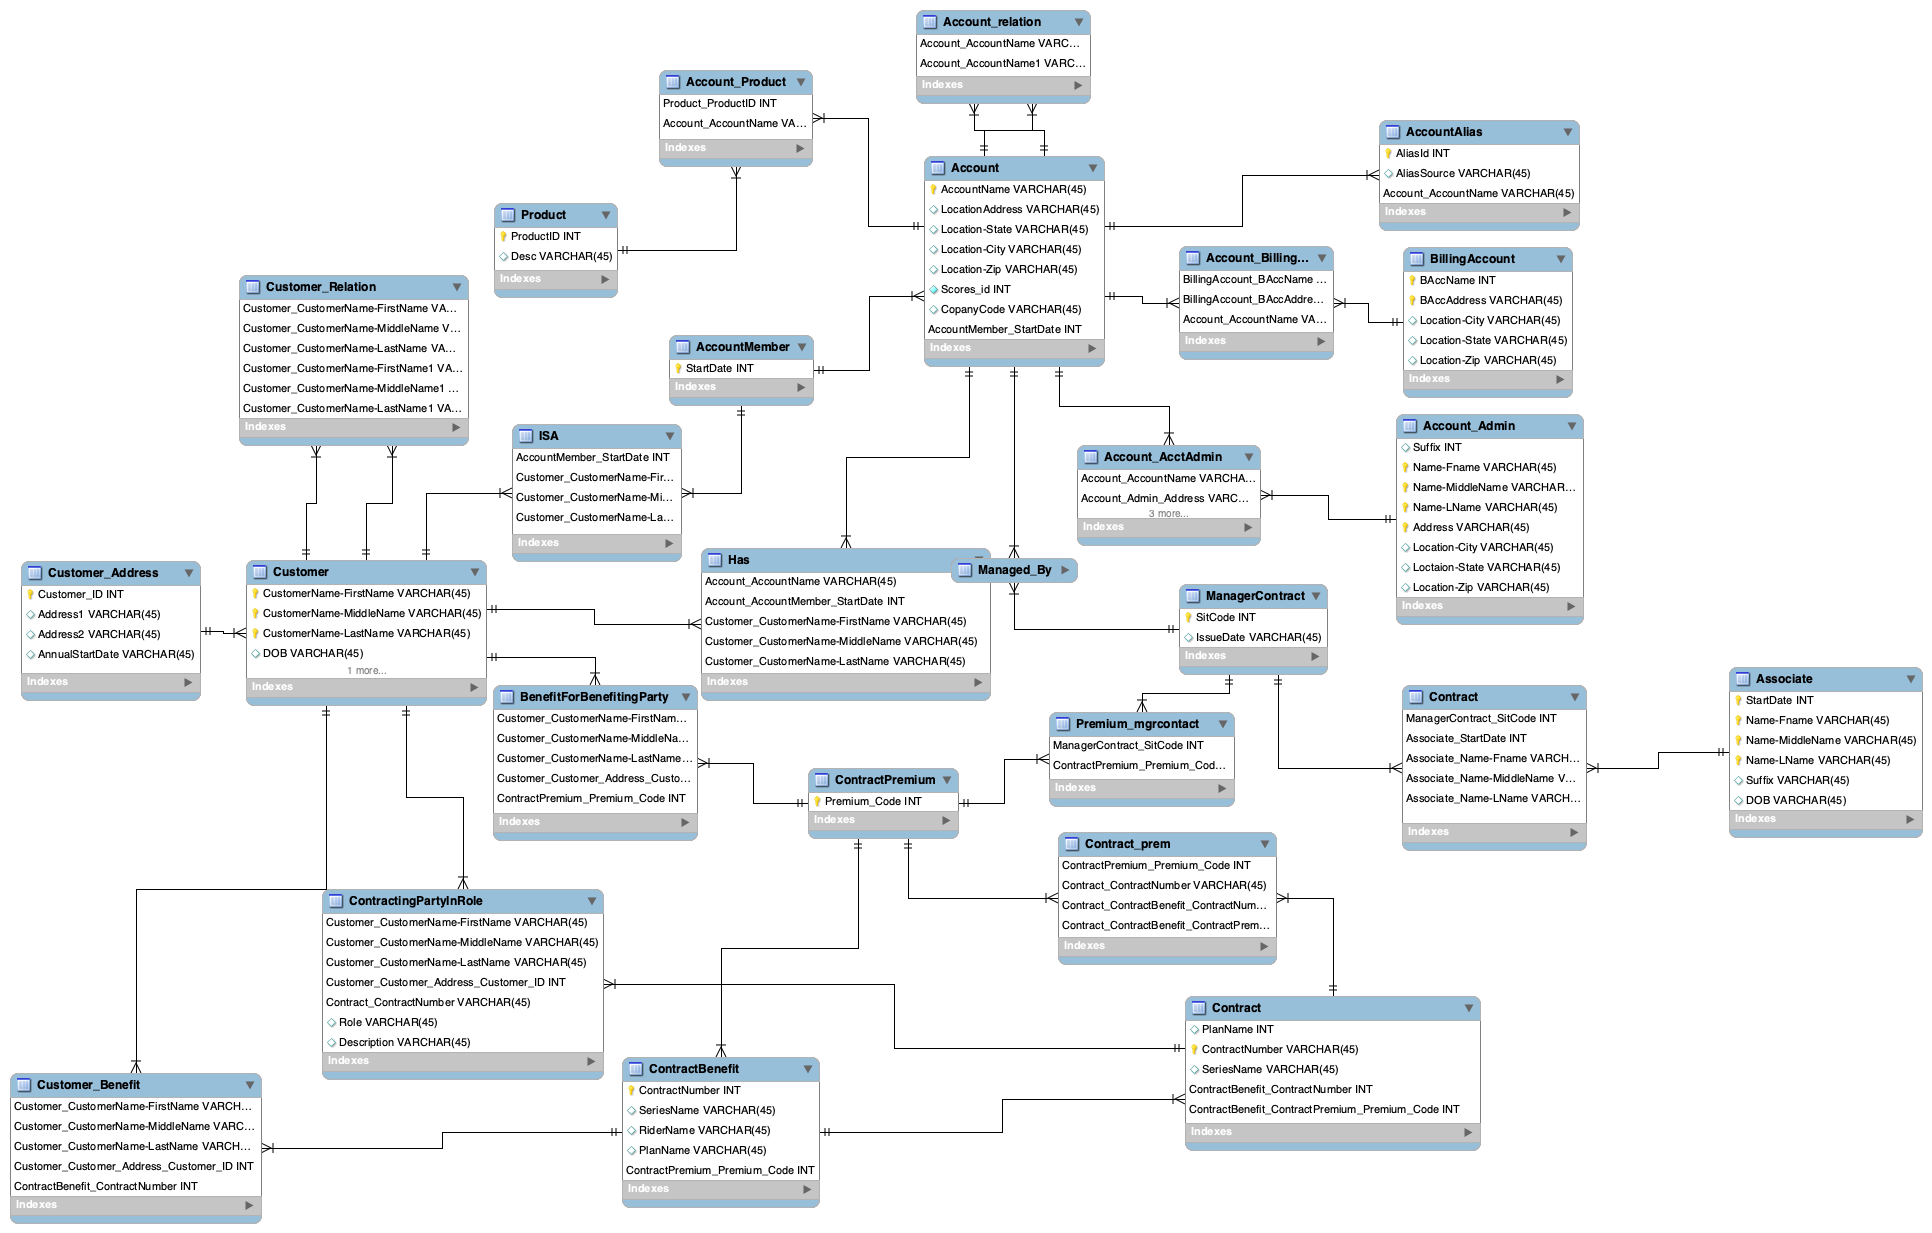 Account_relation
Account_AccountName VARC...
Account_AccountName1 VARC...
Indexes
Account_Product
Product_ProductID INT
Account_AccountName VA...
Indexes
AccountAlias
AliasId INT
AliasSource VARCHAR(45)
Account_AccountName VARCHAR(45)
Indexes
Account
AccountName VARCHAR(45)
LocationAddress VARCHAR(45)
Location-State VARCHAR(45)
Location-City VARCHAR(45)
Location-Zip VARCHAR(45)
Scores_id INT
CopanyCode VARCHAR(45)
AccountMember_StartDate INT
Indexes
Product
ProductID INT
Desc VARCHAR(45)
Indexes
Account_Billing...
BillingAccount_BAccName ...
BillingAccount_BAccAddre...
Account_AccountName VA...
Indexes
BillingAccount
BAccName INT
BAccAddress VARCHAR(45)
Location-City VARCHAR(45)
Location-State VARCHAR(45)
Location-Zip VARCHAR(45)
Indexes
Customer_Relation
Customer_CustomerName-FirstName VA...
Customer_CustomerName-MiddleName V...
Customer_CustomerName-LastName VA...
Customer_CustomerName-FirstName1 VA...
Customer_CustomerName-MiddleName1 ...
Customer_CustomerName-LastName1 VA...
Indexes
AccountMember
StartDate INT
Indexes
ISA
AccountMember_StartDate INT
Customer_CustomerName-Fir...
Customer_CustomerName-Mi...
Customer_CustomerName-La...
Indexes
Account_AcctAdmin
Account_AccountName VARCHA...
Account_Admin_Address VARC...
3 more...
Indexes
Account_Admin
Suffix INT
Name-Fname VARCHAR(45)
Name-MiddleName VARCHAR...
Name-LName VARCHAR(45)
Address VARCHAR(45)
Location-City VARCHAR(45)
Loctaion-State VARCHAR(45)
Location-Zip VARCHAR(45)
Indexes
Customer_Address
Customer_ID INT
Address1 VARCHAR(45)
Address2 VARCHAR(45)
AnnualStartDate VARCHAR(45)
Indexes
Customer
CustomerName-FirstName VARCHAR(45)
CustomerName-MiddleName VARCHAR(45)
CustomerName-LastName VARCHAR(45)
DOB VARCHAR(45)
1 more...
Indexes
Has
Account_AccountName VARCHAR(45)
Account_AccountMember_StartDate INT
Customer_CustomerName-FirstName VARCHAR(45)
Customer_CustomerName-MiddleName VARCHAR(45)
Customer_CustomerName-LastName VARCHAR(45)
Indexes
Managed_By
ManagerContract
SitCode INT
IssueDate VARCHAR(45)
Indexes
BenefitForBenefitingParty
Customer_CustomerName-FirstNam...
Customer_CustomerName-MiddleNa...
Customer_CustomerName-LastName...
Customer_Customer_Address_Custo...
ContractPremium_Premium_Code INT
Indexes
Premium_mgrcontact
ManagerContract_SitCode INT
ContractPremium_Premium_Cod...
Indexes
Contract
ManagerContract_SitCode INT
Associate_StartDate INT
Associate_Name-Fname VARCH...
Associate_Name-MiddleName V...
Associate_Name-LName VARCH...
Indexes
Associate
StartDate INT
Name-Fname VARCHAR(45)
Name-MiddleName VARCHAR(45)
Name-LName VARCHAR(45)
Suffix VARCHAR(45)
DOB VARCHAR(45)
Indexes
ContractPremium
Premium_Code INT
Indexes
Contract_prem
ContractPremium_Premium_Code INT
Contract_ContractNumber VARCHAR(45)
Contract_ContractBenefit_ContractNum...
Contract_ContractBenefit_ContractPrem...
Indexes
ContractingPartyInRole
Customer_CustomerName-FirstName VARCHAR(45)
Customer_CustomerName-MiddleName VARCHAR(45)
Customer_CustomerName-LastName VARCHAR(45)
Customer_Customer_Address_Customer_ID INT
Contract_ContractNumber VARCHAR(45)
Role VARCHAR(45)
Description VARCHAR(45)
Indexes
Contract
PlanName INT
ContractNumber VARCHAR(45)
SeriesName VARCHAR(45)
ContractBenefit_ContractNumber INT
ContractBenefit_ContractPremium_Premium_Code INT
Indexes
Customer_Benefit
Customer_CustomerName-FirstName VARCH...
Customer_CustomerName-MiddleName VARC...
Customer_CustomerName-LastName VARCH...
Customer_Customer_Address_Customer_ID INT
ContractBenefit_ContractNumber INT
Indexes
ContractBenefit
ContractNumber INT
SeriesName VARCHAR(45)
RiderName VARCHAR(45)
PlanName VARCHAR(45)
ContractPremium_Premium_Code INT
Indexes